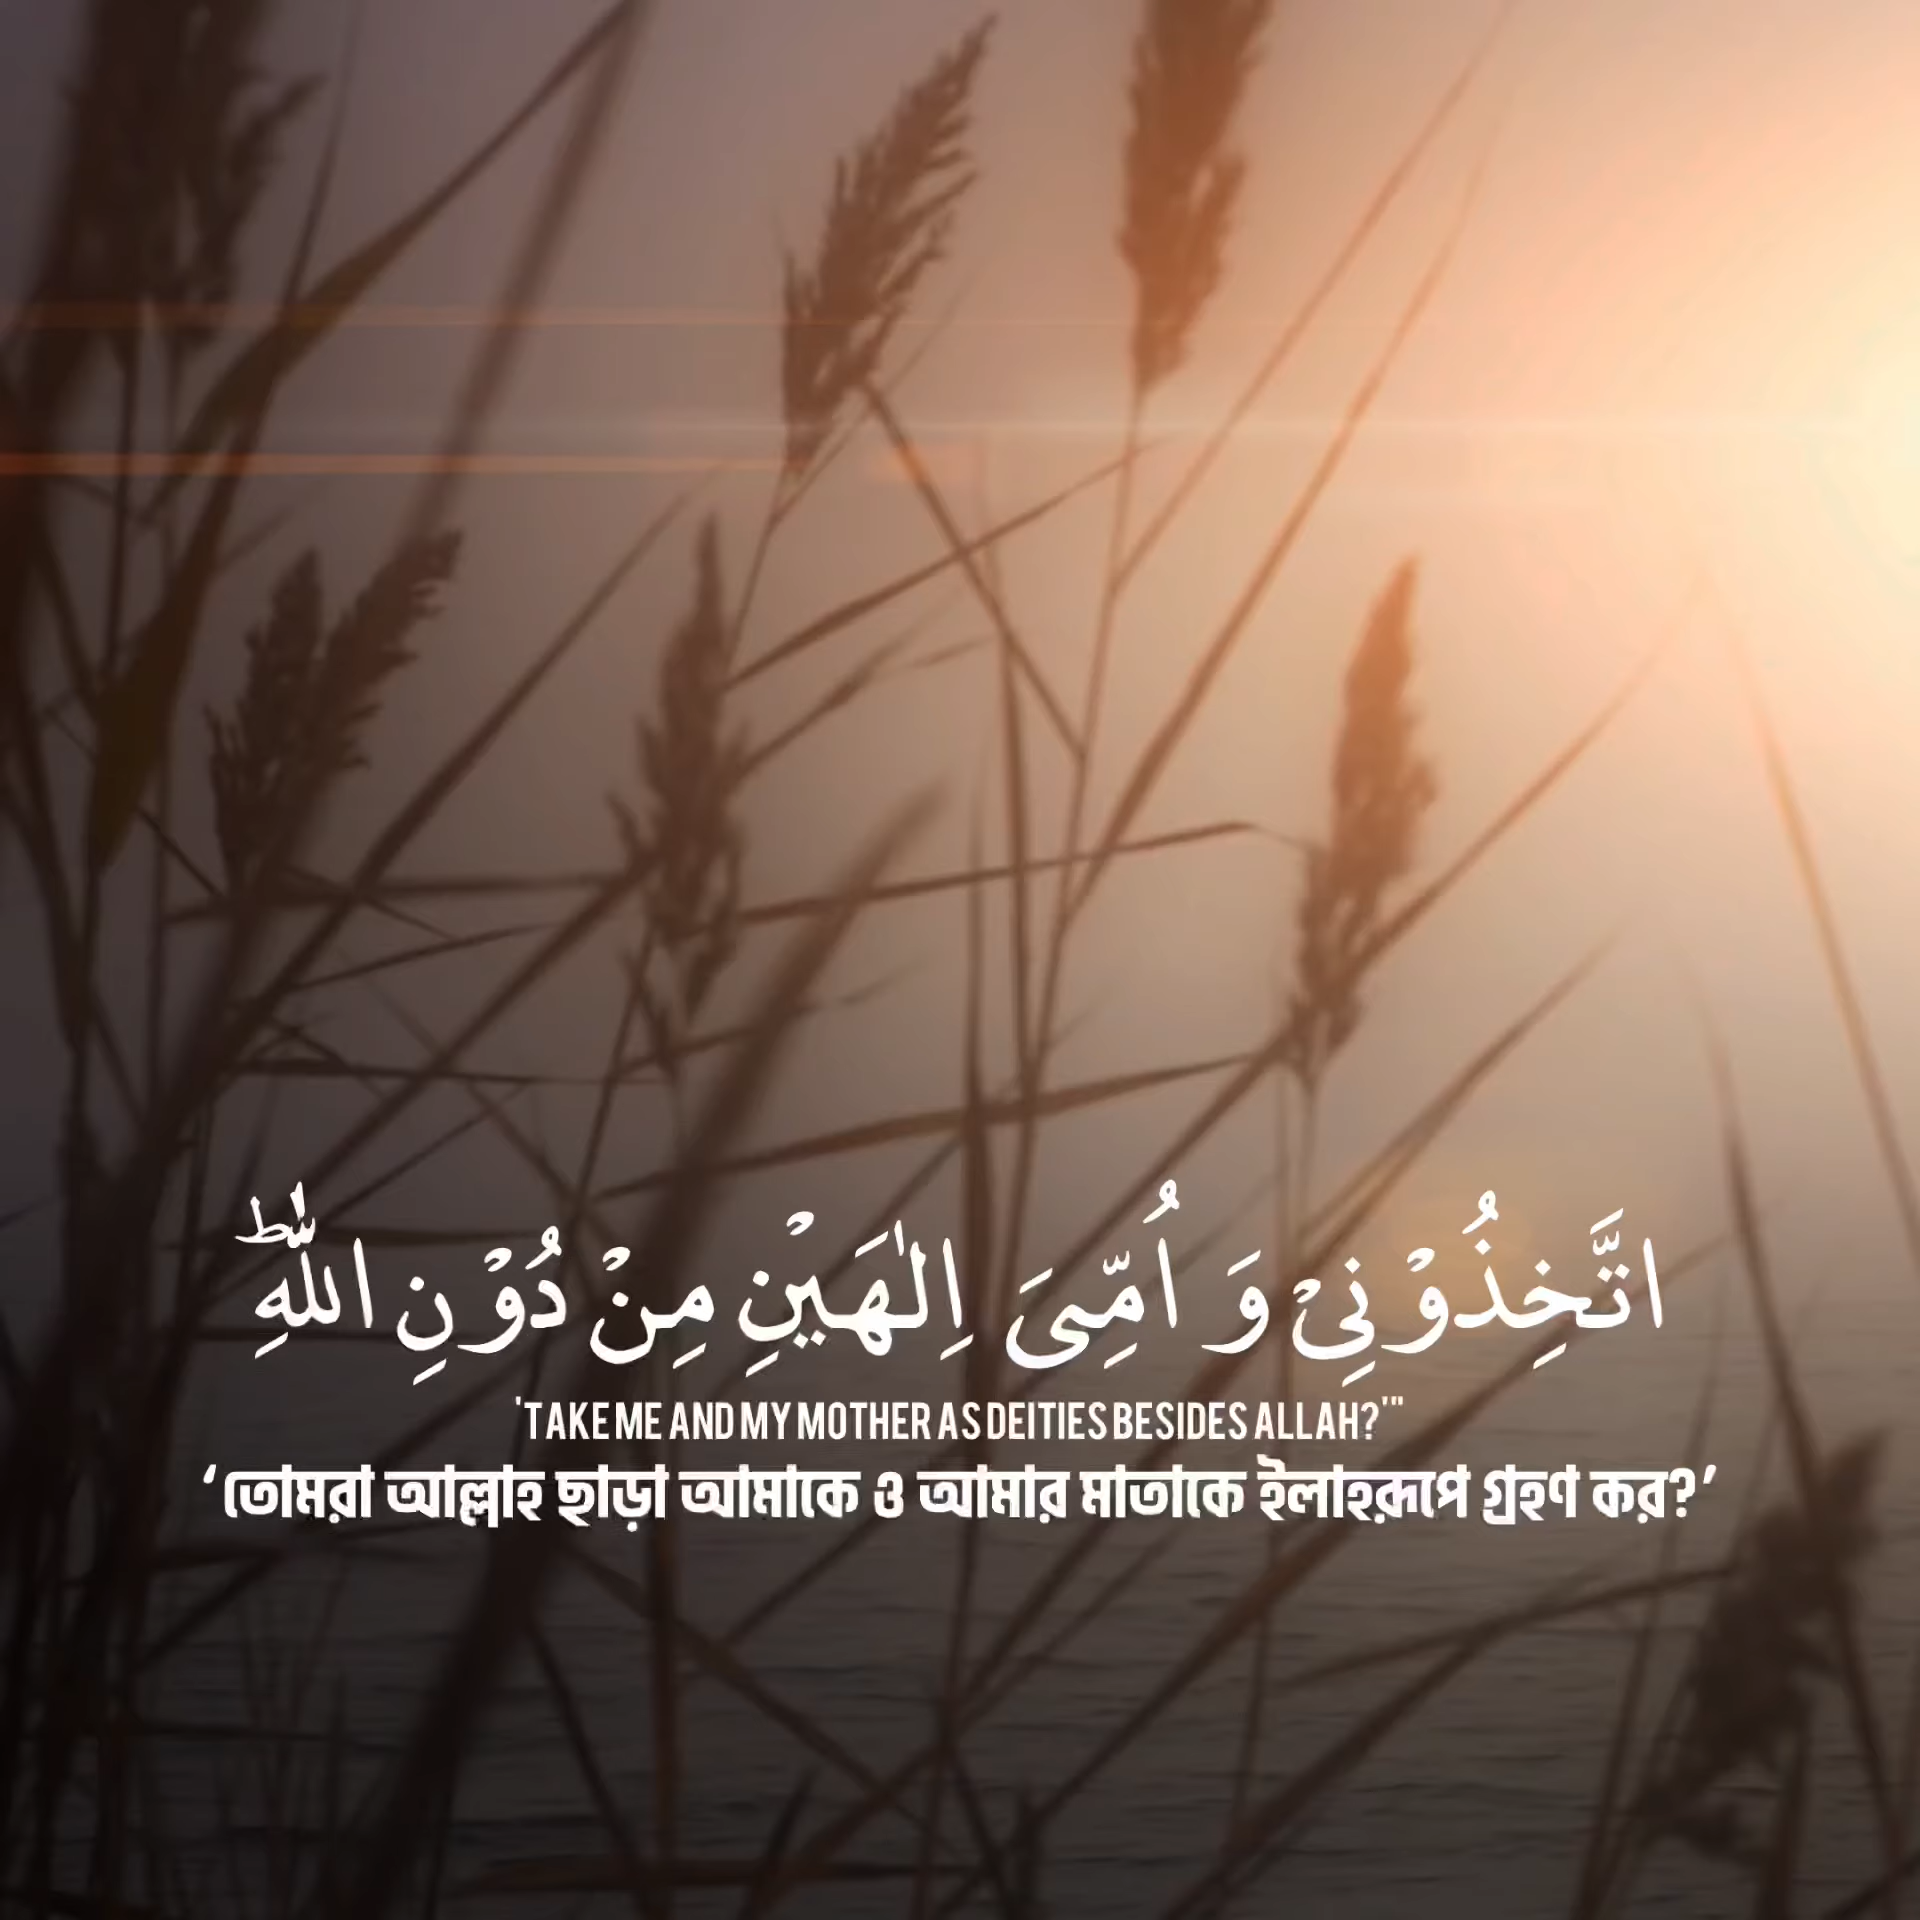 اتَّخِذُوْنِیْ وَ اُمِّیَ اِلٰهَیْنِ مِنْ دُوْنِ اللّٰهِؕ
'TAKE ME AND MY MOTHER AS DEITIES BESIDES ALLAH?'"
‘তোমরা আল্লাহ ছাড়া আমাকে ও আমার মাতাকে ইলাহরূপে গ্রহণ কর?’